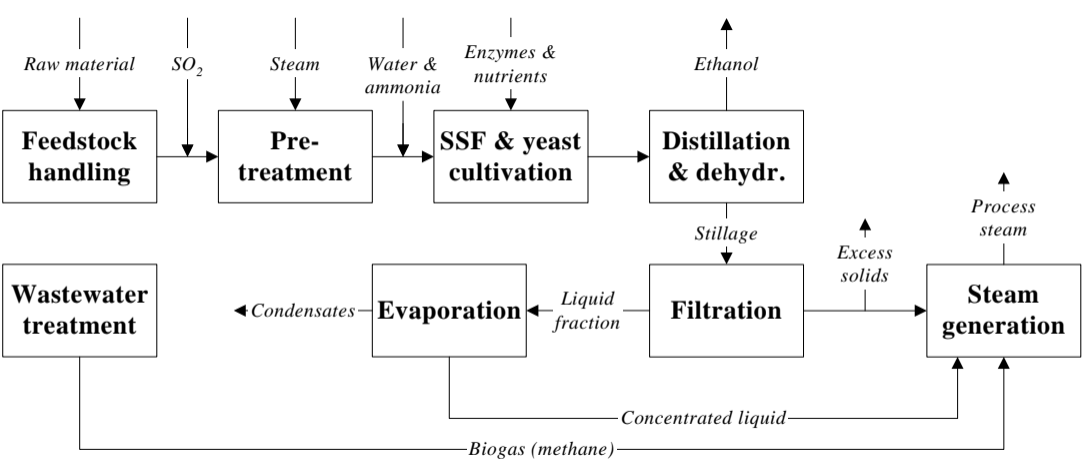 Raw material
SO2
Steam
Water &
ammonia
Enzymes &
nutrients
Ethanol
Feedstock
handling
Pre-
treatment
SSF & yeast
cultivation
Distillation
& dehydr.
Stillage
Excess
solids
Process
steam
Wastewater
treatment
Condensates
Evaporation
Liquid
fraction
Filtration
Steam
generation
Concentrated liquid
Biogas (methane)